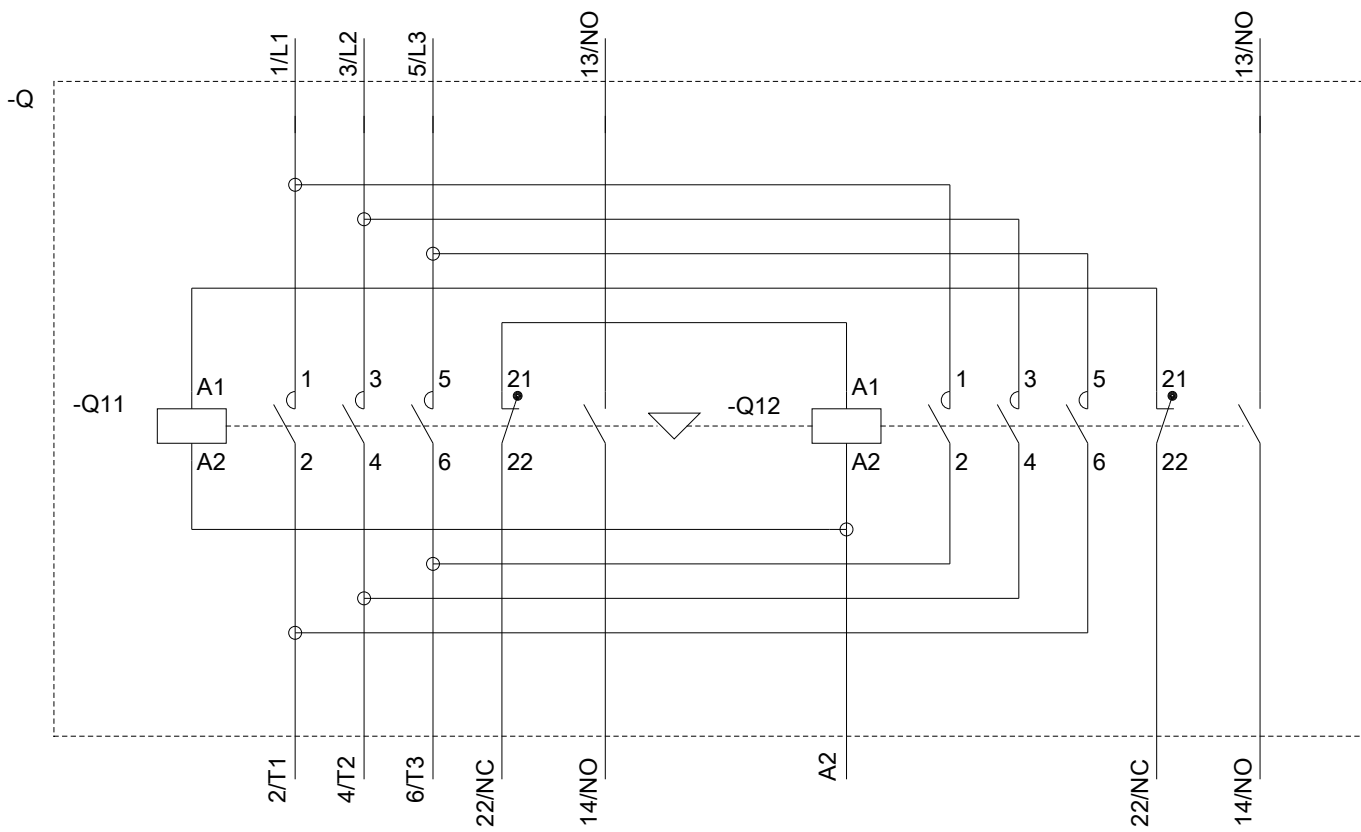 1/L1 3/L2 5/L3 13/NO 13/NO
-Q
-Q11 A1 1 3 5 21 -Q12 A1 1 3 5 21
A2 2 4 6 22 A2 2 4 6 22
2/T1 4/T2 6/T3 22/NC 14/NO A2 22/NC 14/NO